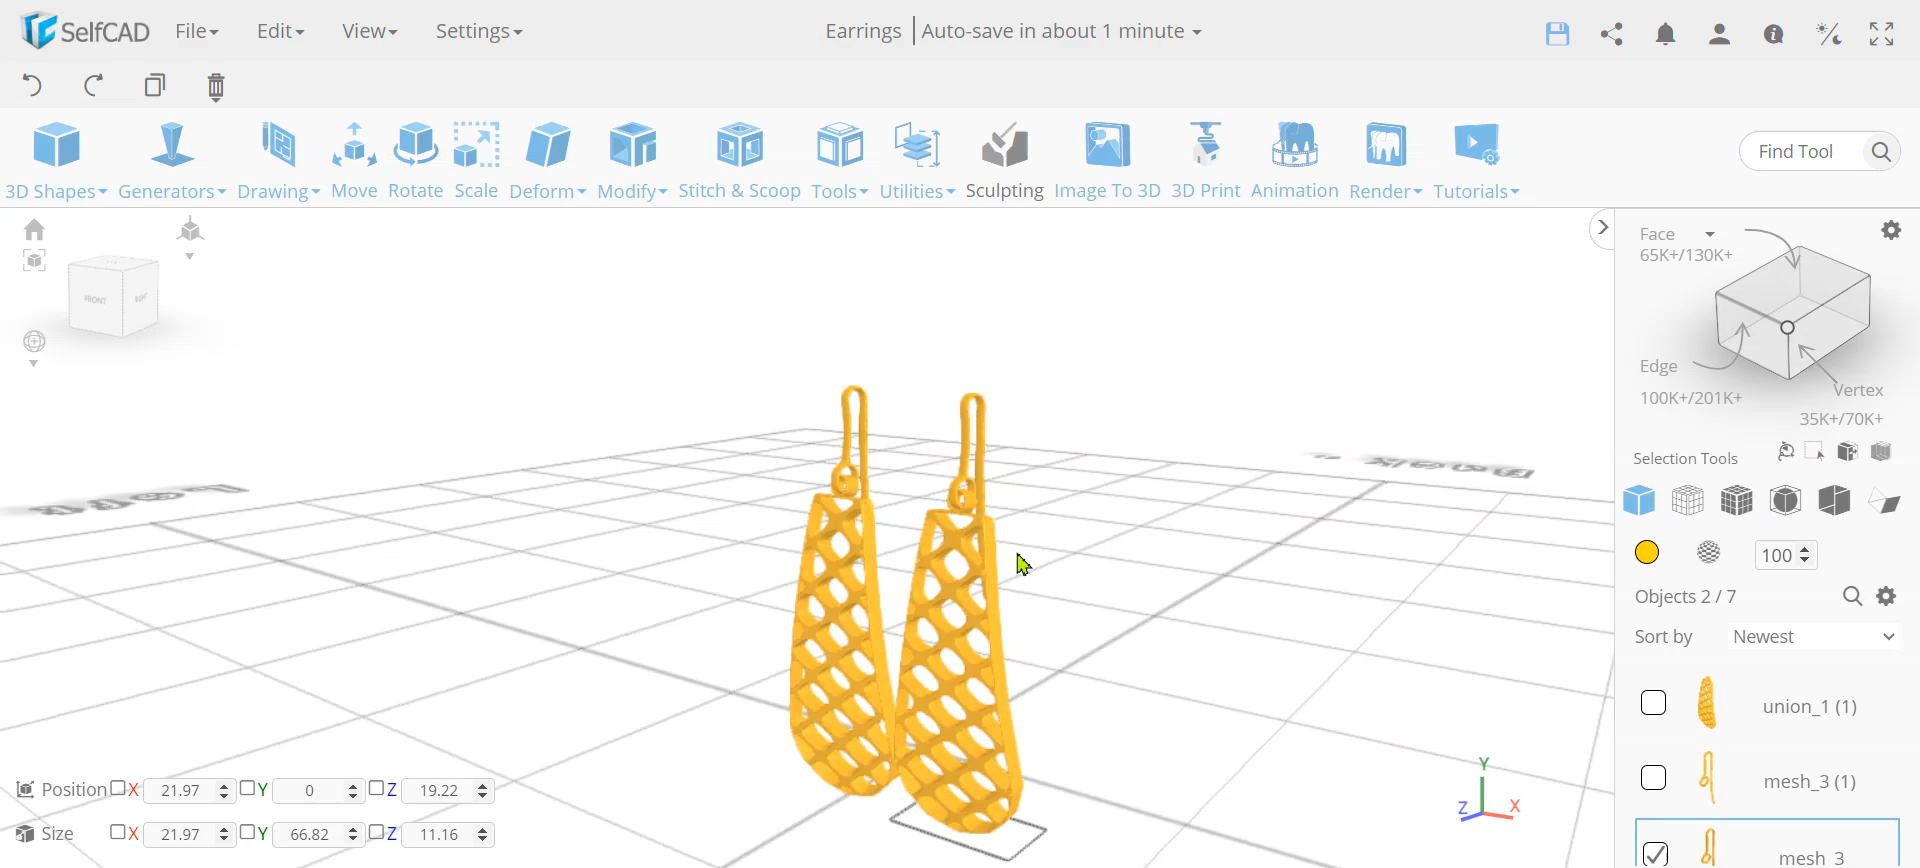 SelfCAD File Edit View Settings Earrings Auto-save in about 1 minute
Find Tool
3D Shapes Generators Drawing Move Rotate Scale Deform Modify Stitch & Scoop Tools Utilities Sculpting Image To 3D 3D Print Animation Render Tutorials
FRONT RIGHT
Face
65K+/130K+
Edge
100K+/201K+
Vertex
35K+/70K+
Selection Tools
100
Objects 2 / 7
Sort by Newest
union_1 (1)
mesh_3 (1)
mesh_3
Back
Position X 21.97 Y 0 Z 19.22
Size X 21.97 Y 66.82 Z 11.16
Y
Z X